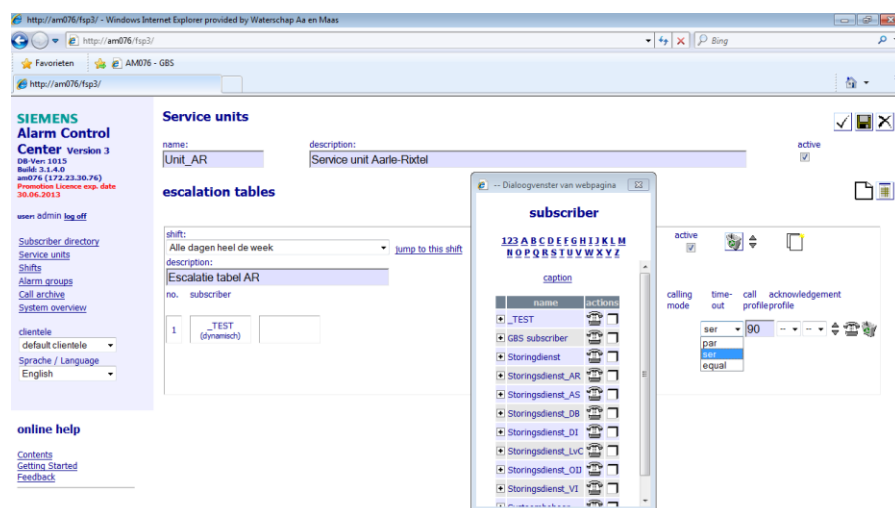 http://am076/fsp3/ - Windows Internet Explorer provided by Waterschap Aa en Maas
http://am076/fsp3/
Bing
Favorieten
AM076 - GBS
http://am076/fsp3/
SIEMENS
Alarm Control
Center Version 3
DB-Ver: 1015
Build: 3.1.4.0
am076 (172.23.30.76)
Promotion Licence exp. date
30.06.2013
user: admin log off
Subscriber directory
Service units
Shifts
Alarm groups
Call archive
System overview
clientele
default clientele
Sprache / Language
English
online help
Contents
Getting Started
Feedback
Service units
name:
description:
active
Unit_AR
Service unit Aarle-Rixtel
escalation tables
shift:
Alle dagen heel de week
jump to this shift
active
description:
Escalatie tabel AR
no. subscriber
calling mode
time-out
call profile
acknowledgement profile
1
_TEST
(dynamisch)
ser
90
--
--
par
ser
equal
-- Dialoogvenster van webpagina
subscriber
123 A B C D E F G H I J K L M
N O P Q R S T U V W X Y Z
caption
name actions
_TEST
GBS subscriber
Storingdienst
Storingsdienst_AR
Storingsdienst_AS
Storingsdienst_DB
Storingsdienst_DI
Storingsdienst_LvC
Storingsdienst_OIJ
Storingsdienst_VI